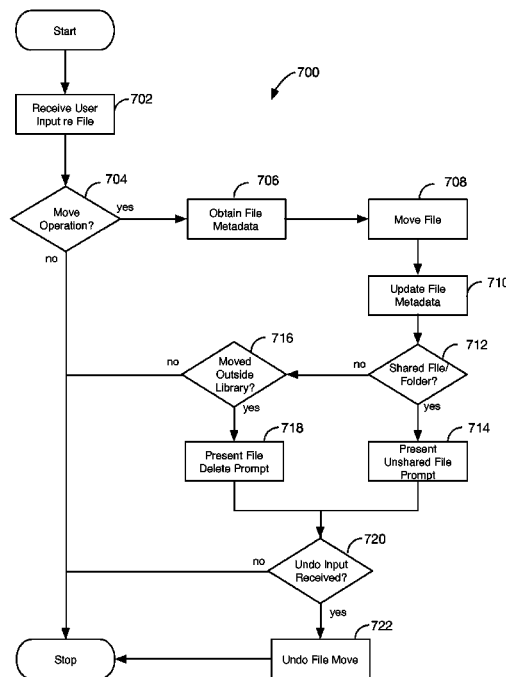 Start
700
702
Receive User
Input re File
704
Move
Operation?
yes
no
706
Obtain File
Metadata
708
Move File
710
Update File
Metadata
712
Shared File/
Folder?
no
yes
716
Moved
Outside
Library?
no
yes
718
Present File
Delete Prompt
714
Present
Unshared File
Prompt
720
Undo Input
Received?
no
yes
722
Undo File Move
Stop